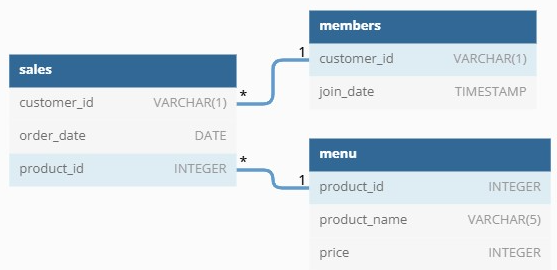 sales
customer_id VARCHAR(1)
order_date DATE
product_id INTEGER
*
*
1
1
members
customer_id VARCHAR(1)
join_date TIMESTAMP
menu
product_id INTEGER
product_name VARCHAR(5)
price INTEGER